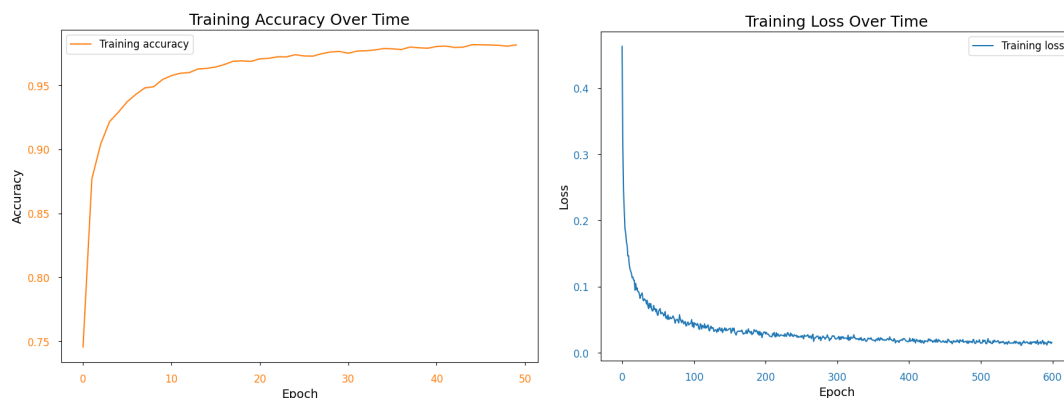 Training Accuracy Over Time
Training accuracy
Accuracy
0.95
0.90
0.85
0.80
0.75
0
10
20
30
40
50
Epoch
Training Loss Over Time
Training loss
Loss
0.4
0.3
0.2
0.1
0.0
0
100
200
300
400
500
600
Epoch